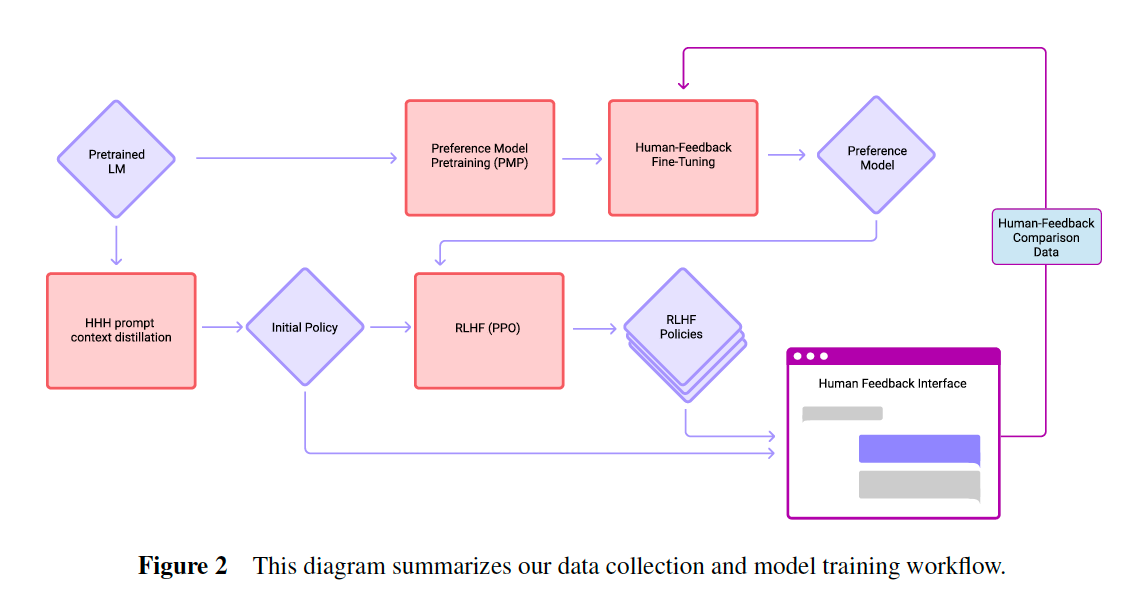 Pretrained
LM
Preference Model
Pretraining (PMP)
Human-Feedback
Fine-Tuning
Preference
Model
Human-Feedback
Comparison
Data
HHH prompt
context distillation
Initial Policy
RLHF (PPO)
RLHF
Policies
Human Feedback Interface
Figure 2 This diagram summarizes our data collection and model training workflow.